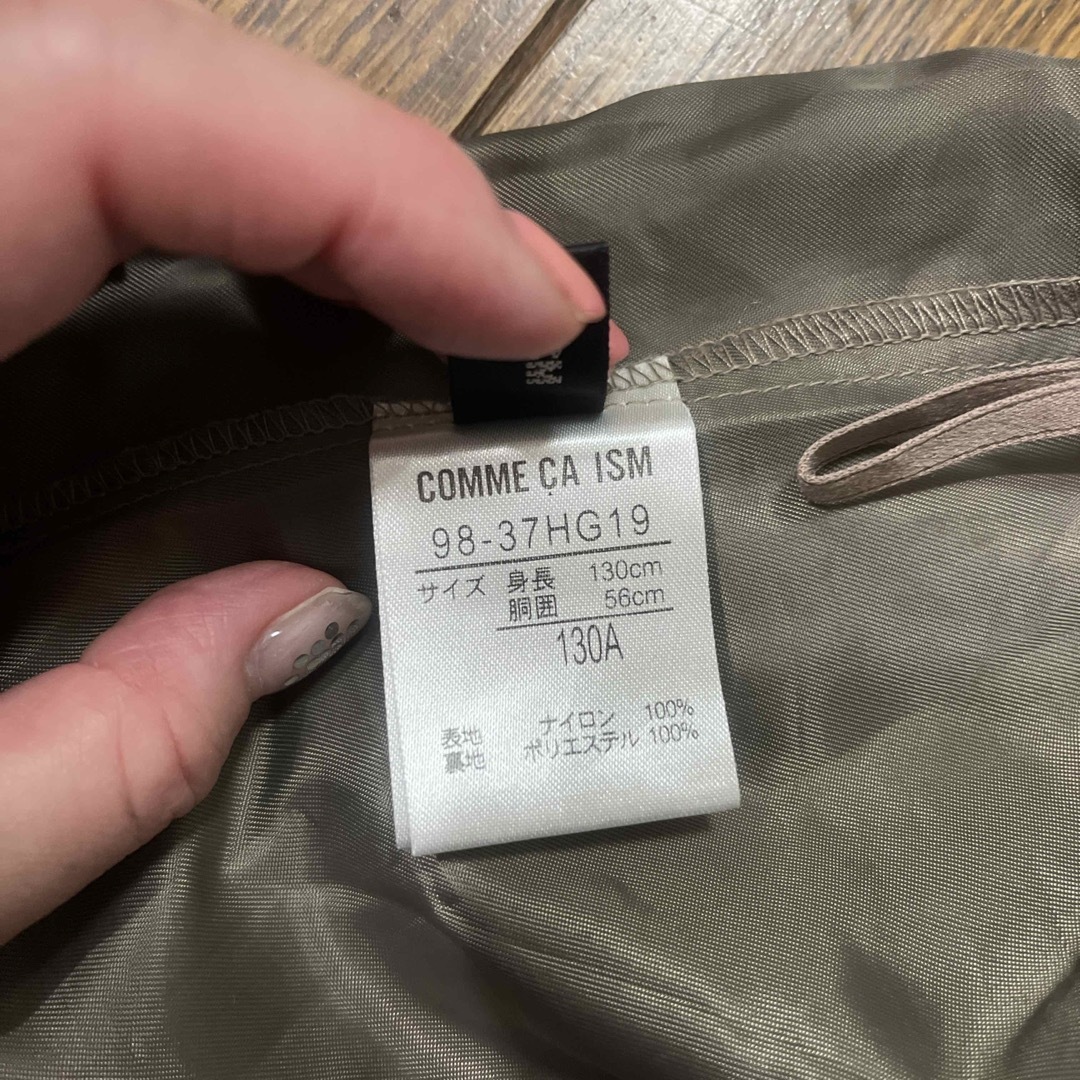 COMME ÇA ISM
98-37HG19
サイズ 身長 130cm
胴囲 56cm
130A
表地 ナイロン 100%
裏地 ポリエステル 100%